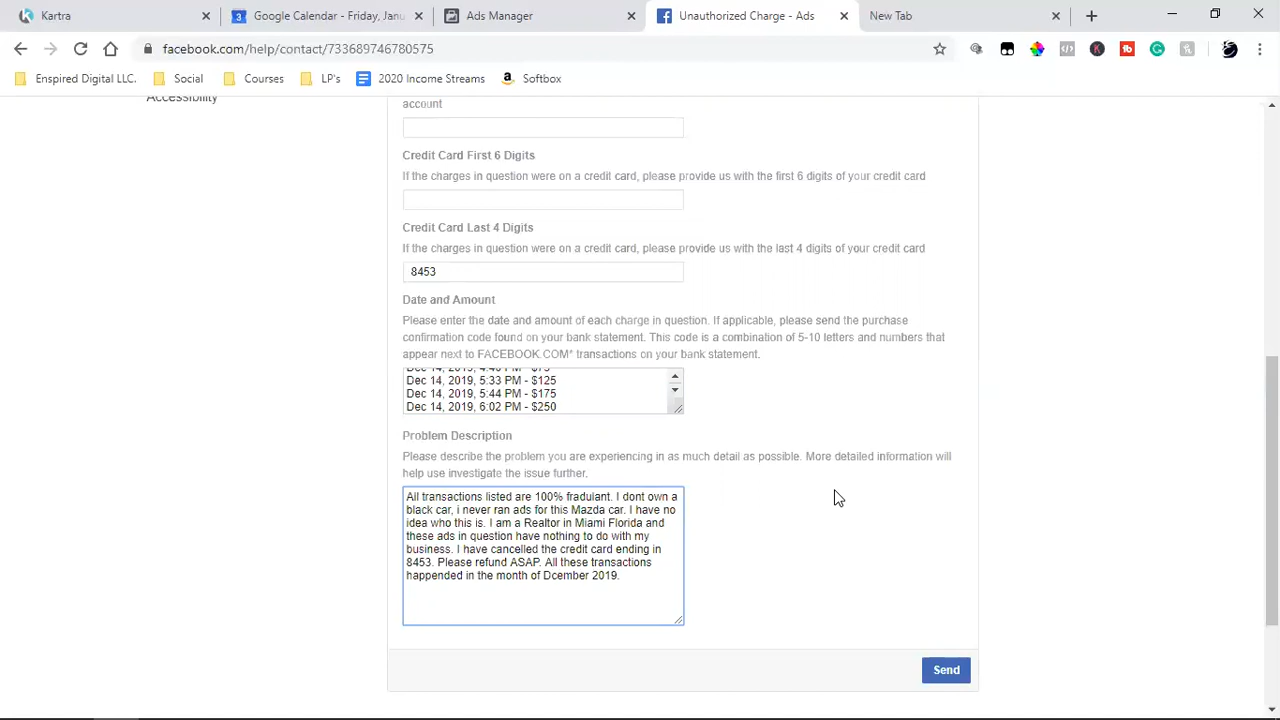 Kartra
Google Calendar - Friday, Janu
Ads Manager
Unauthorized Charge - Ads
New Tab
facebook.com/help/contact/733689746780575
Enspired Digital LLC.
Social
Courses
LP's
2020 Income Streams
Softbox
Accessibility
account
Credit Card First 6 Digits
If the charges in question were on a credit card, please provide us with the first 6 digits of your credit card
Credit Card Last 4 Digits
If the charges in question were on a credit card, please provide us with the last 4 digits of your credit card
8453
Date and Amount
Please enter the date and amount of each charge in question. If applicable, please send the purchase
confirmation code found on your bank statement. This code is a combination of 5-10 letters and numbers that
appear next to FACEBOOK.COM* transactions on your bank statement.
Dec 14, 2019, 5:33 PM - $125
Dec 14, 2019, 5:44 PM - $175
Dec 14, 2019, 6:02 PM - $250
Problem Description
Please describe the problem you are experiencing in as much detail as possible. More detailed information will
help use investigate the issue further.
All transactions listed are 100% fradulant. I dont own a
black car, i never ran ads for this Mazda car. I have no
idea who this is. I am a Realtor in Miami Florida and
these ads in question have nothing to do with my
business. I have cancelled the credit card ending in
8453. Please refund ASAP. All these transactions
happended in the month of Dcember 2019.
Send